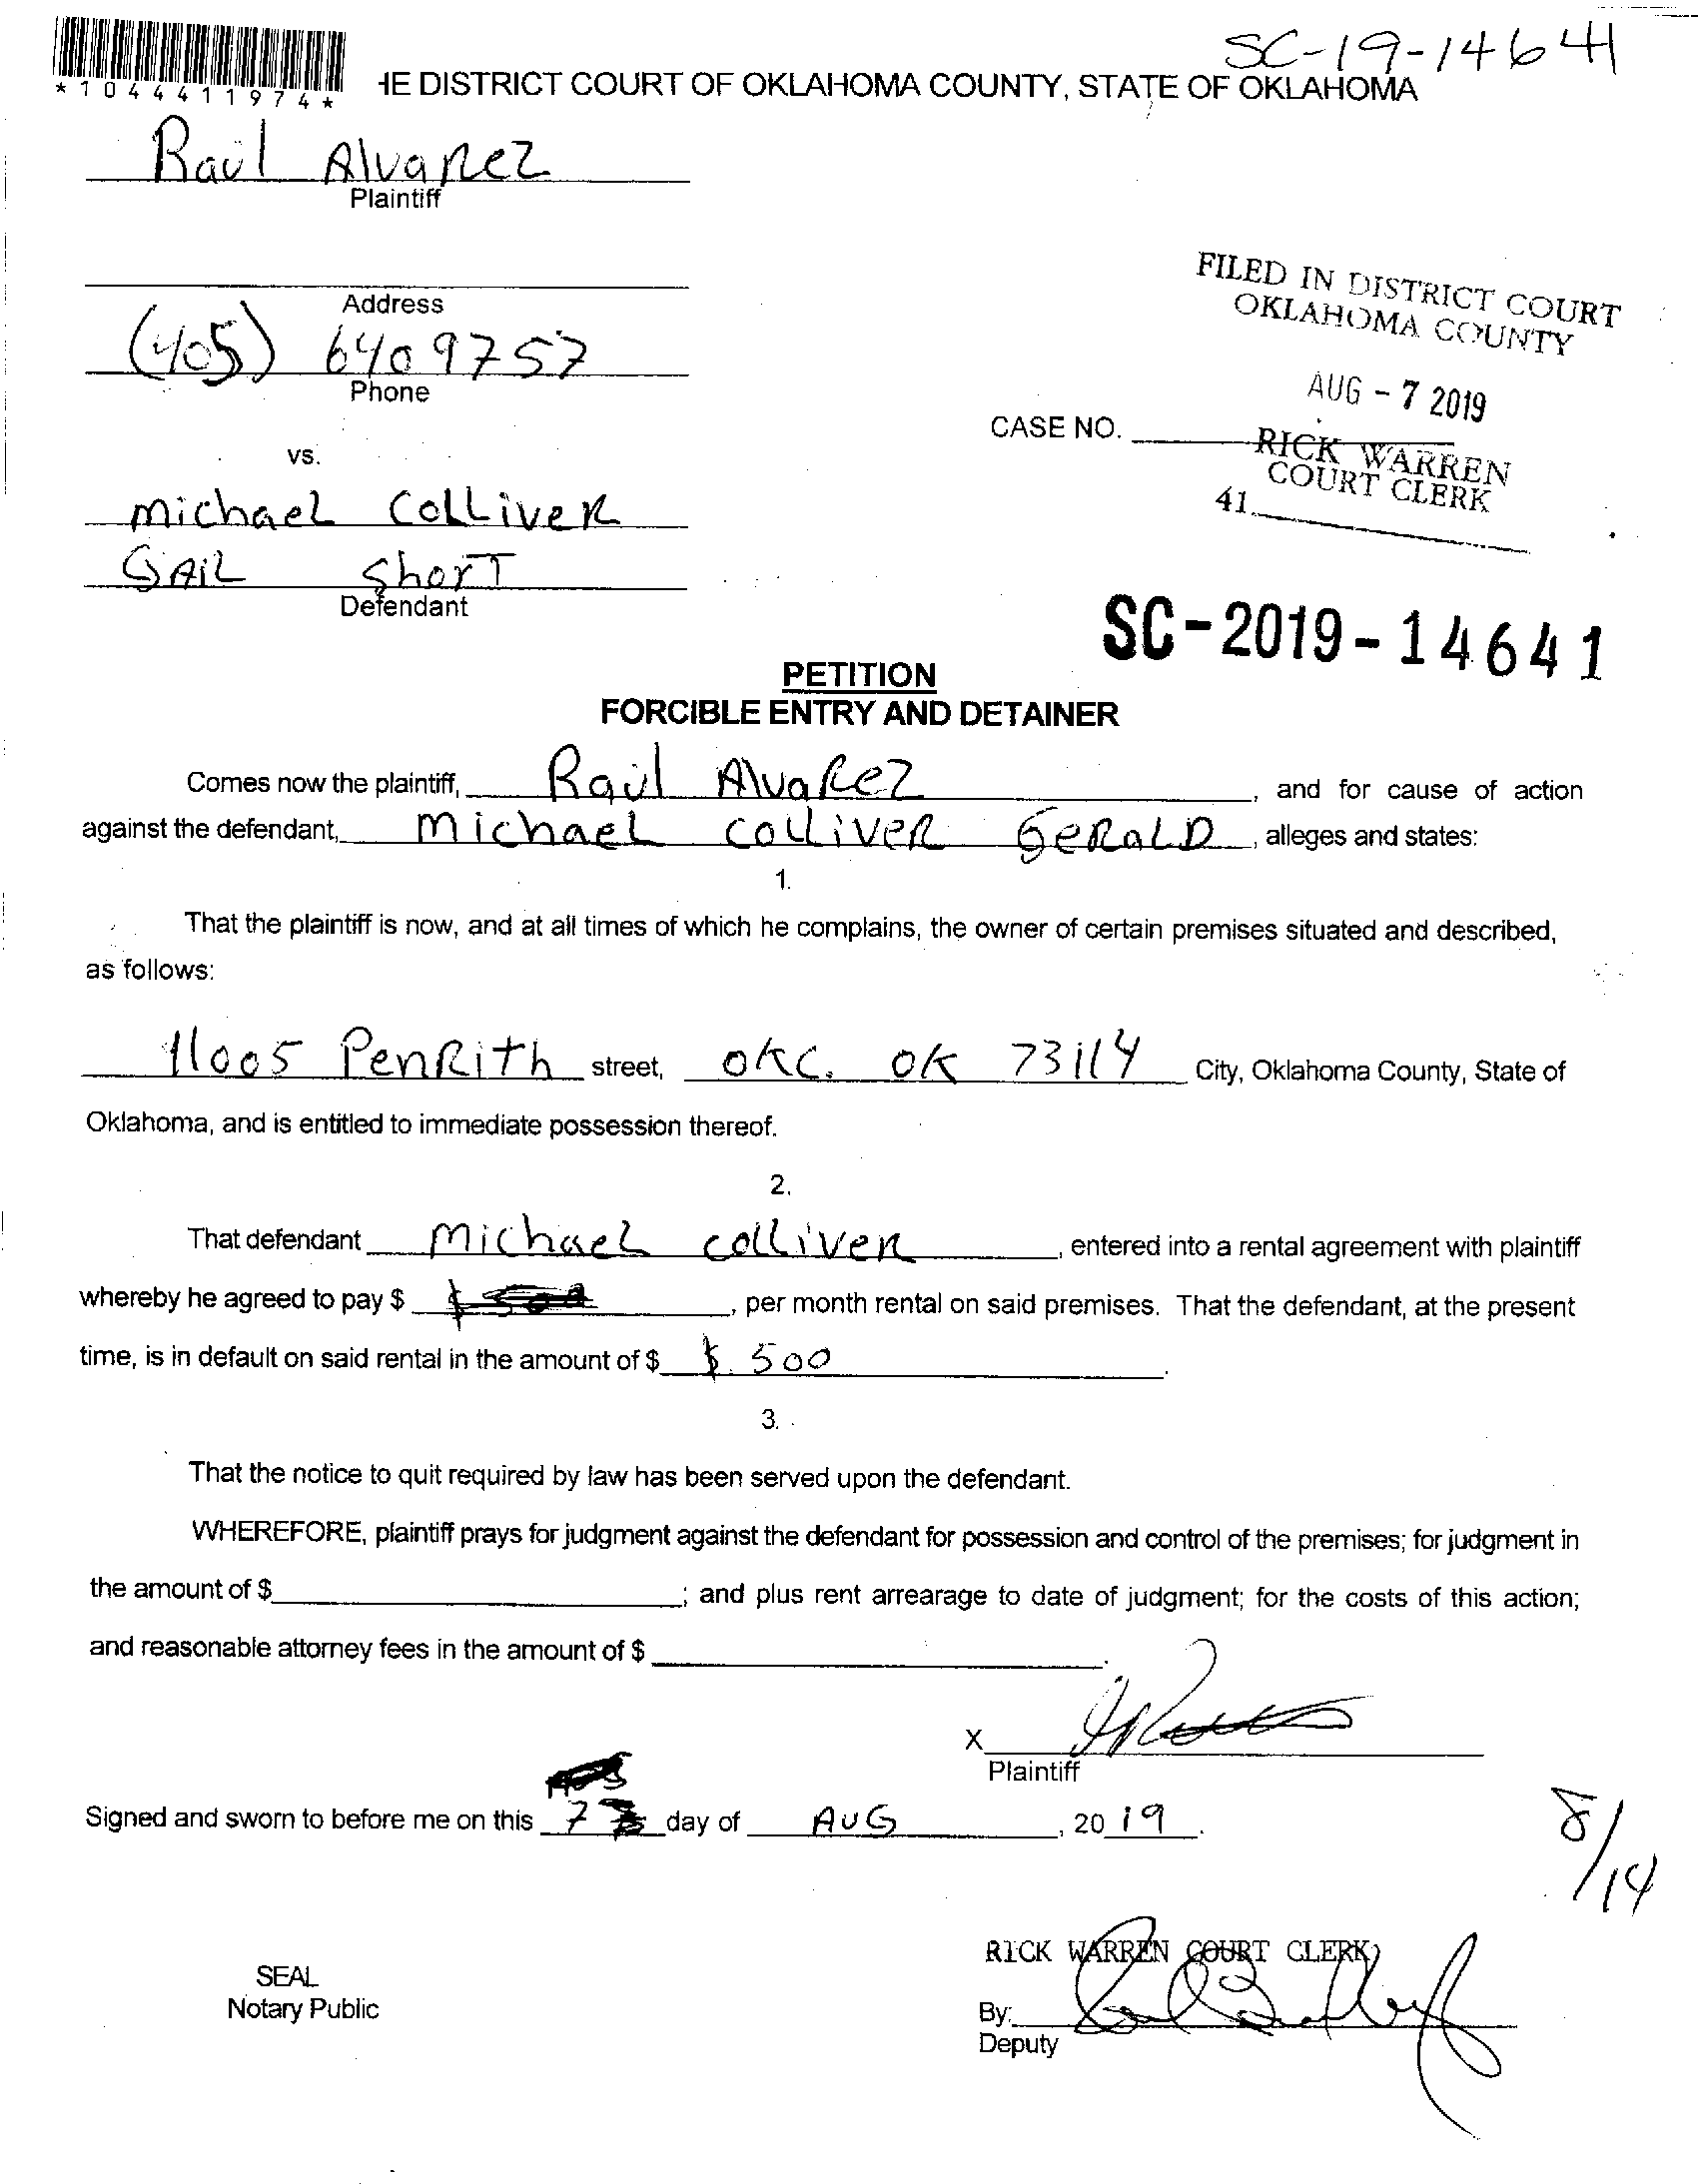 SC-19-14641
*1044411974*
HE DISTRICT COURT OF OKLAHOMA COUNTY, STATE OF OKLAHOMA
Raul Alvarez
Plaintiff
Address
(405) 640 9757
Phone
FILED IN DISTRICT COURT
OKLAHOMA COUNTY
AUG - 7 2019
RICK WARREN
COURT CLERK
41
CASE NO.
vs.
Michael Colliver
Gail Short
Defendant
SC-2019-14641
PETITION
FORCIBLE ENTRY AND DETAINER
Comes now the plaintiff, Raul Alvarez, and for cause of action
against the defendant, Michael Colliver Gerald, alleges and states:
1.
That the plaintiff is now, and at all times of which he complains, the owner of certain premises situated and described,
as follows:
11005 Penrith street, OKC. OK 73114 City, Oklahoma County, State of
Oklahoma, and is entitled to immediate possession thereof.
2.
That defendant Michael Colliver, entered into a rental agreement with plaintiff
whereby he agreed to pay $ $, per month rental on said premises. That the defendant, at the present
time, is in default on said rental in the amount of $ $ 500.
3.
That the notice to quit required by law has been served upon the defendant.
WHEREFORE, plaintiff prays for judgment against the defendant for possession and control of the premises; for judgment in
the amount of $; and plus rent arrearage to date of judgment; for the costs of this action;
and reasonable attorney fees in the amount of $.
X
Plaintiff
Signed and sworn to before me on this 7 day of AUG, 2019.
8/14
RICK WARREN COURT CLERK
SEAL
Notary Public
By:
Deputy